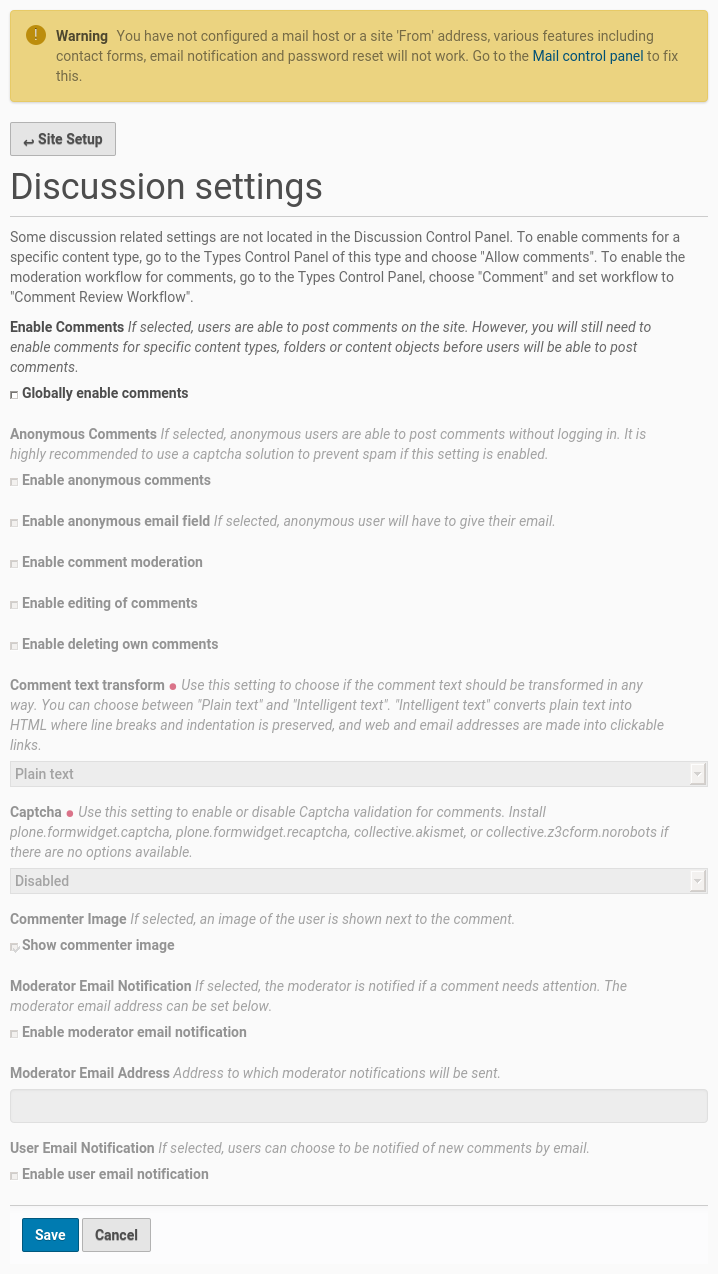 Warning You have not configured a mail host or a site 'From' address, various features including
contact forms, email notification and password reset will not work. Go to the Mail control panel to fix
this.
Site Setup
Discussion settings
Some discussion related settings are not located in the Discussion Control Panel. To enable comments for a
specific content type, go to the Types Control Panel of this type and choose "Allow comments". To enable the
moderation workflow for comments, go to the Types Control Panel, choose "Comment" and set workflow to
"Comment Review Workflow".
Enable Comments If selected, users are able to post comments on the site. However, you will still need to
enable comments for specific content types, folders or content objects before users will be able to post
comments.
Globally enable comments
Anonymous Comments If selected, anonymous users are able to post comments without logging in. It is
highly recommended to use a captcha solution to prevent spam if this setting is enabled.
Enable anonymous comments
Enable anonymous email field If selected, anonymous user will have to give their email.
Enable comment moderation
Enable editing of comments
Enable deleting own comments
Comment text transform Use this setting to choose if the comment text should be transformed in any
way. You can choose between "Plain text" and "Intelligent text". "Intelligent text" converts plain text into
HTML where line breaks and indentation is preserved, and web and email addresses are made into clickable
links.
Plain text
Captcha Use this setting to enable or disable Captcha validation for comments. Install
plone.formwidget.captcha, plone.formwidget.recaptcha, collective.akismet, or collective.z3cform.norobots if
there are no options available.
Disabled
Commenter Image If selected, an image of the user is shown next to the comment.
Show commenter image
Moderator Email Notification If selected, the moderator is notified if a comment needs attention. The
moderator email address can be set below.
Enable moderator email notification
Moderator Email Address Address to which moderator notifications will be sent.
User Email Notification If selected, users can choose to be notified of new comments by email.
Enable user email notification
Save Cancel